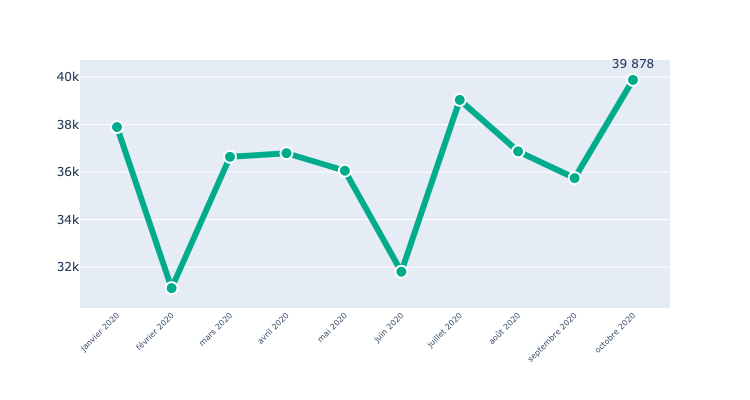 39 878
40k
38k
36k
34k
32k
janvier 2020
février 2020
mars 2020
avril 2020
mai 2020
juin 2020
juillet 2020
août 2020
septembre 2020
octobre 2020